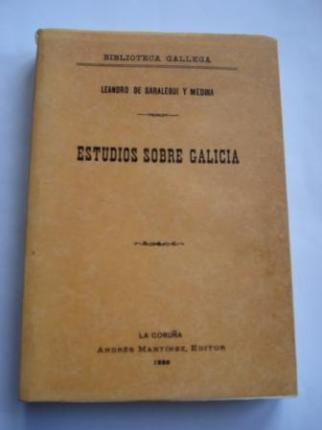 BIBLIOTECA GALLEGA
LEANDRO DE SARALEGUI Y MEDINA
ESTUDIOS SOBRE GALICIA
LA CORUÑA
ANDRÉS MARTÍNEZ, EDITOR